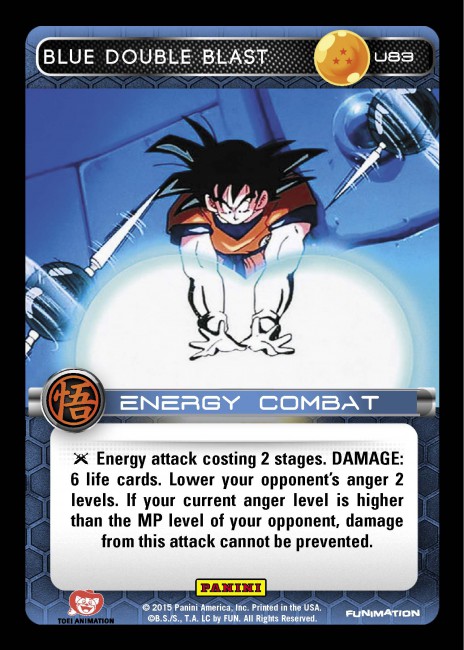 BLUE DOUBLE BLAST U83
悟 ENERGY COMBAT
Energy attack costing 2 stages. DAMAGE:
6 life cards. Lower your opponent's anger 2
levels. If your current anger level is higher
than the MP level of your opponent, damage
from this attack cannot be prevented.
PANINI
© 2015 Panini America, Inc. Printed in the USA.
©B.S./S., T.A. LC by FUN. All Rights Reserved.
TOEI ANIMATION
FUNIMATION